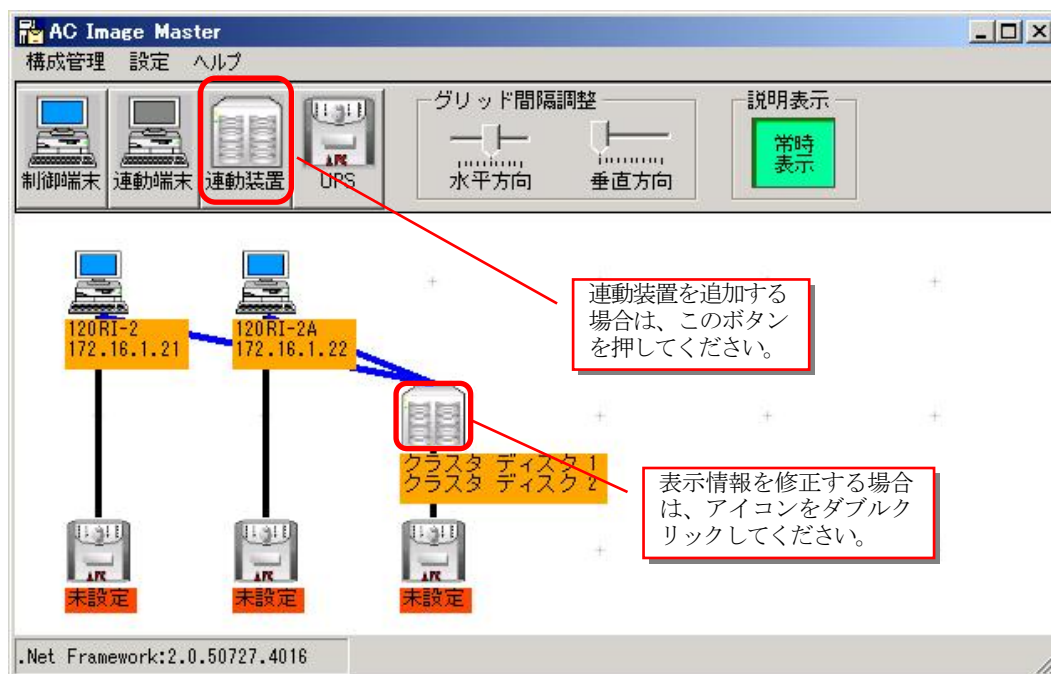 AC Image Master
構成管理 設定 ヘルプ
制御端末 連動端末 連動装置 UPS
グリッド間隔調整
水平方向 垂直方向
説明表示
常時
表示
120RI-2
172.16.1.21
120RI-2A
172.16.1.22
連動装置を追加する
場合は、このボタン
を押してください。
クラスタ ディスク 1
クラスタ ディスク 2
表示情報を修正する場合
は、アイコンをダブルク
リックしてください。
APC
未設定
APC
未設定
APC
未設定
.Net Framework:2.0.50727.4016